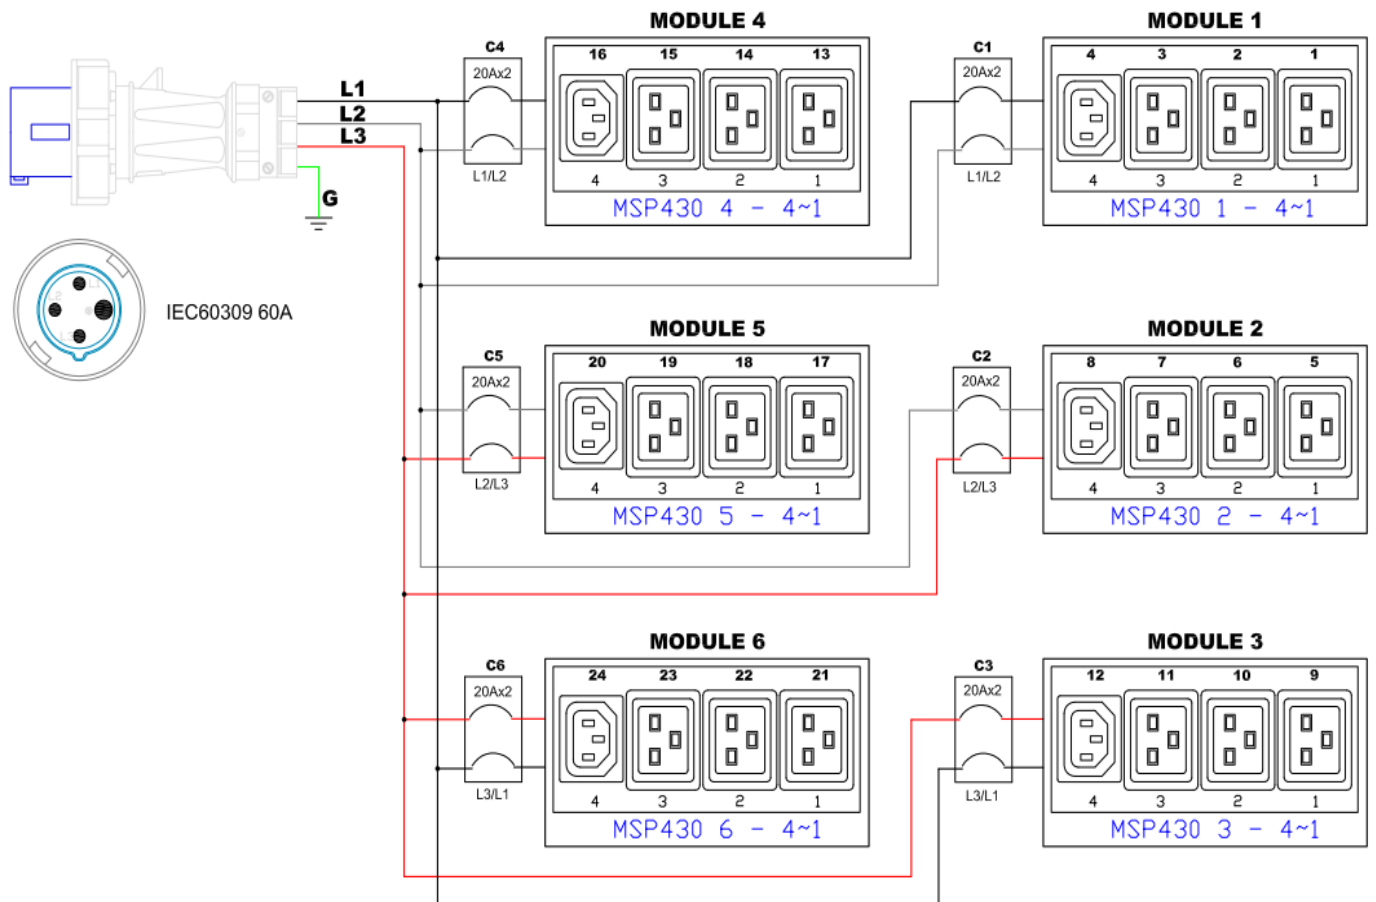 MODULE 4
MODULE 1
C4
16 15 14 13
C1
4 3 2 1
20Ax2
20Ax2
L1
L2
L3
L1/L2
4 3 2 1
L1/L2
4 3 2 1
G
MSP430 4 - 4~1
MSP430 1 - 4~1
L1
L2
L3
IEC60309 60A
MODULE 5
MODULE 2
C5
20 19 18 17
C2
8 7 6 5
20Ax2
20Ax2
L2/L3
4 3 2 1
L2/L3
4 3 2 1
MSP430 5 - 4~1
MSP430 2 - 4~1
MODULE 6
MODULE 3
C6
24 23 22 21
C3
12 11 10 9
20Ax2
20Ax2
L3/L1
4 3 2 1
L3/L1
4 3 2 1
MSP430 6 - 4~1
MSP430 3 - 4~1